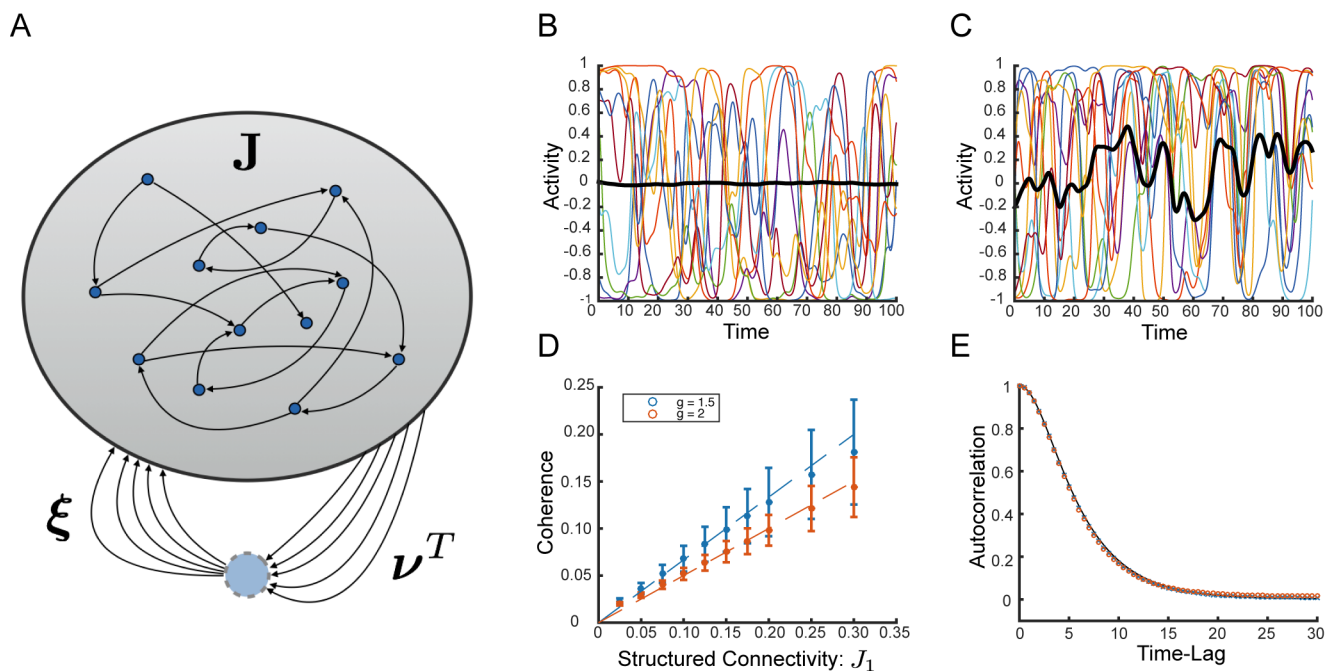 A
J
ξ
ν^T
B
Activity
1
0.8
0.6
0.4
0.2
0
-0.2
-0.4
-0.6
-0.8
-1
0 10 20 30 40 50 60 70 80 90 100
Time
C
Activity
1
0.8
0.6
0.4
0.2
0
-0.2
-0.4
-0.6
-0.8
-1
0 10 20 30 40 50 60 70 80 90 100
Time
D
Coherence
0.25
0.20
0.15
0.10
0.05
0
g = 1.5
g = 2
0 0.05 0.10 0.15 0.20 0.25 0.30 0.35
Structured Connectivity: J₁
E
Autocorrelation
1
0.8
0.6
0.4
0.2
0
0 5 10 15 20 25 30
Time-Lag